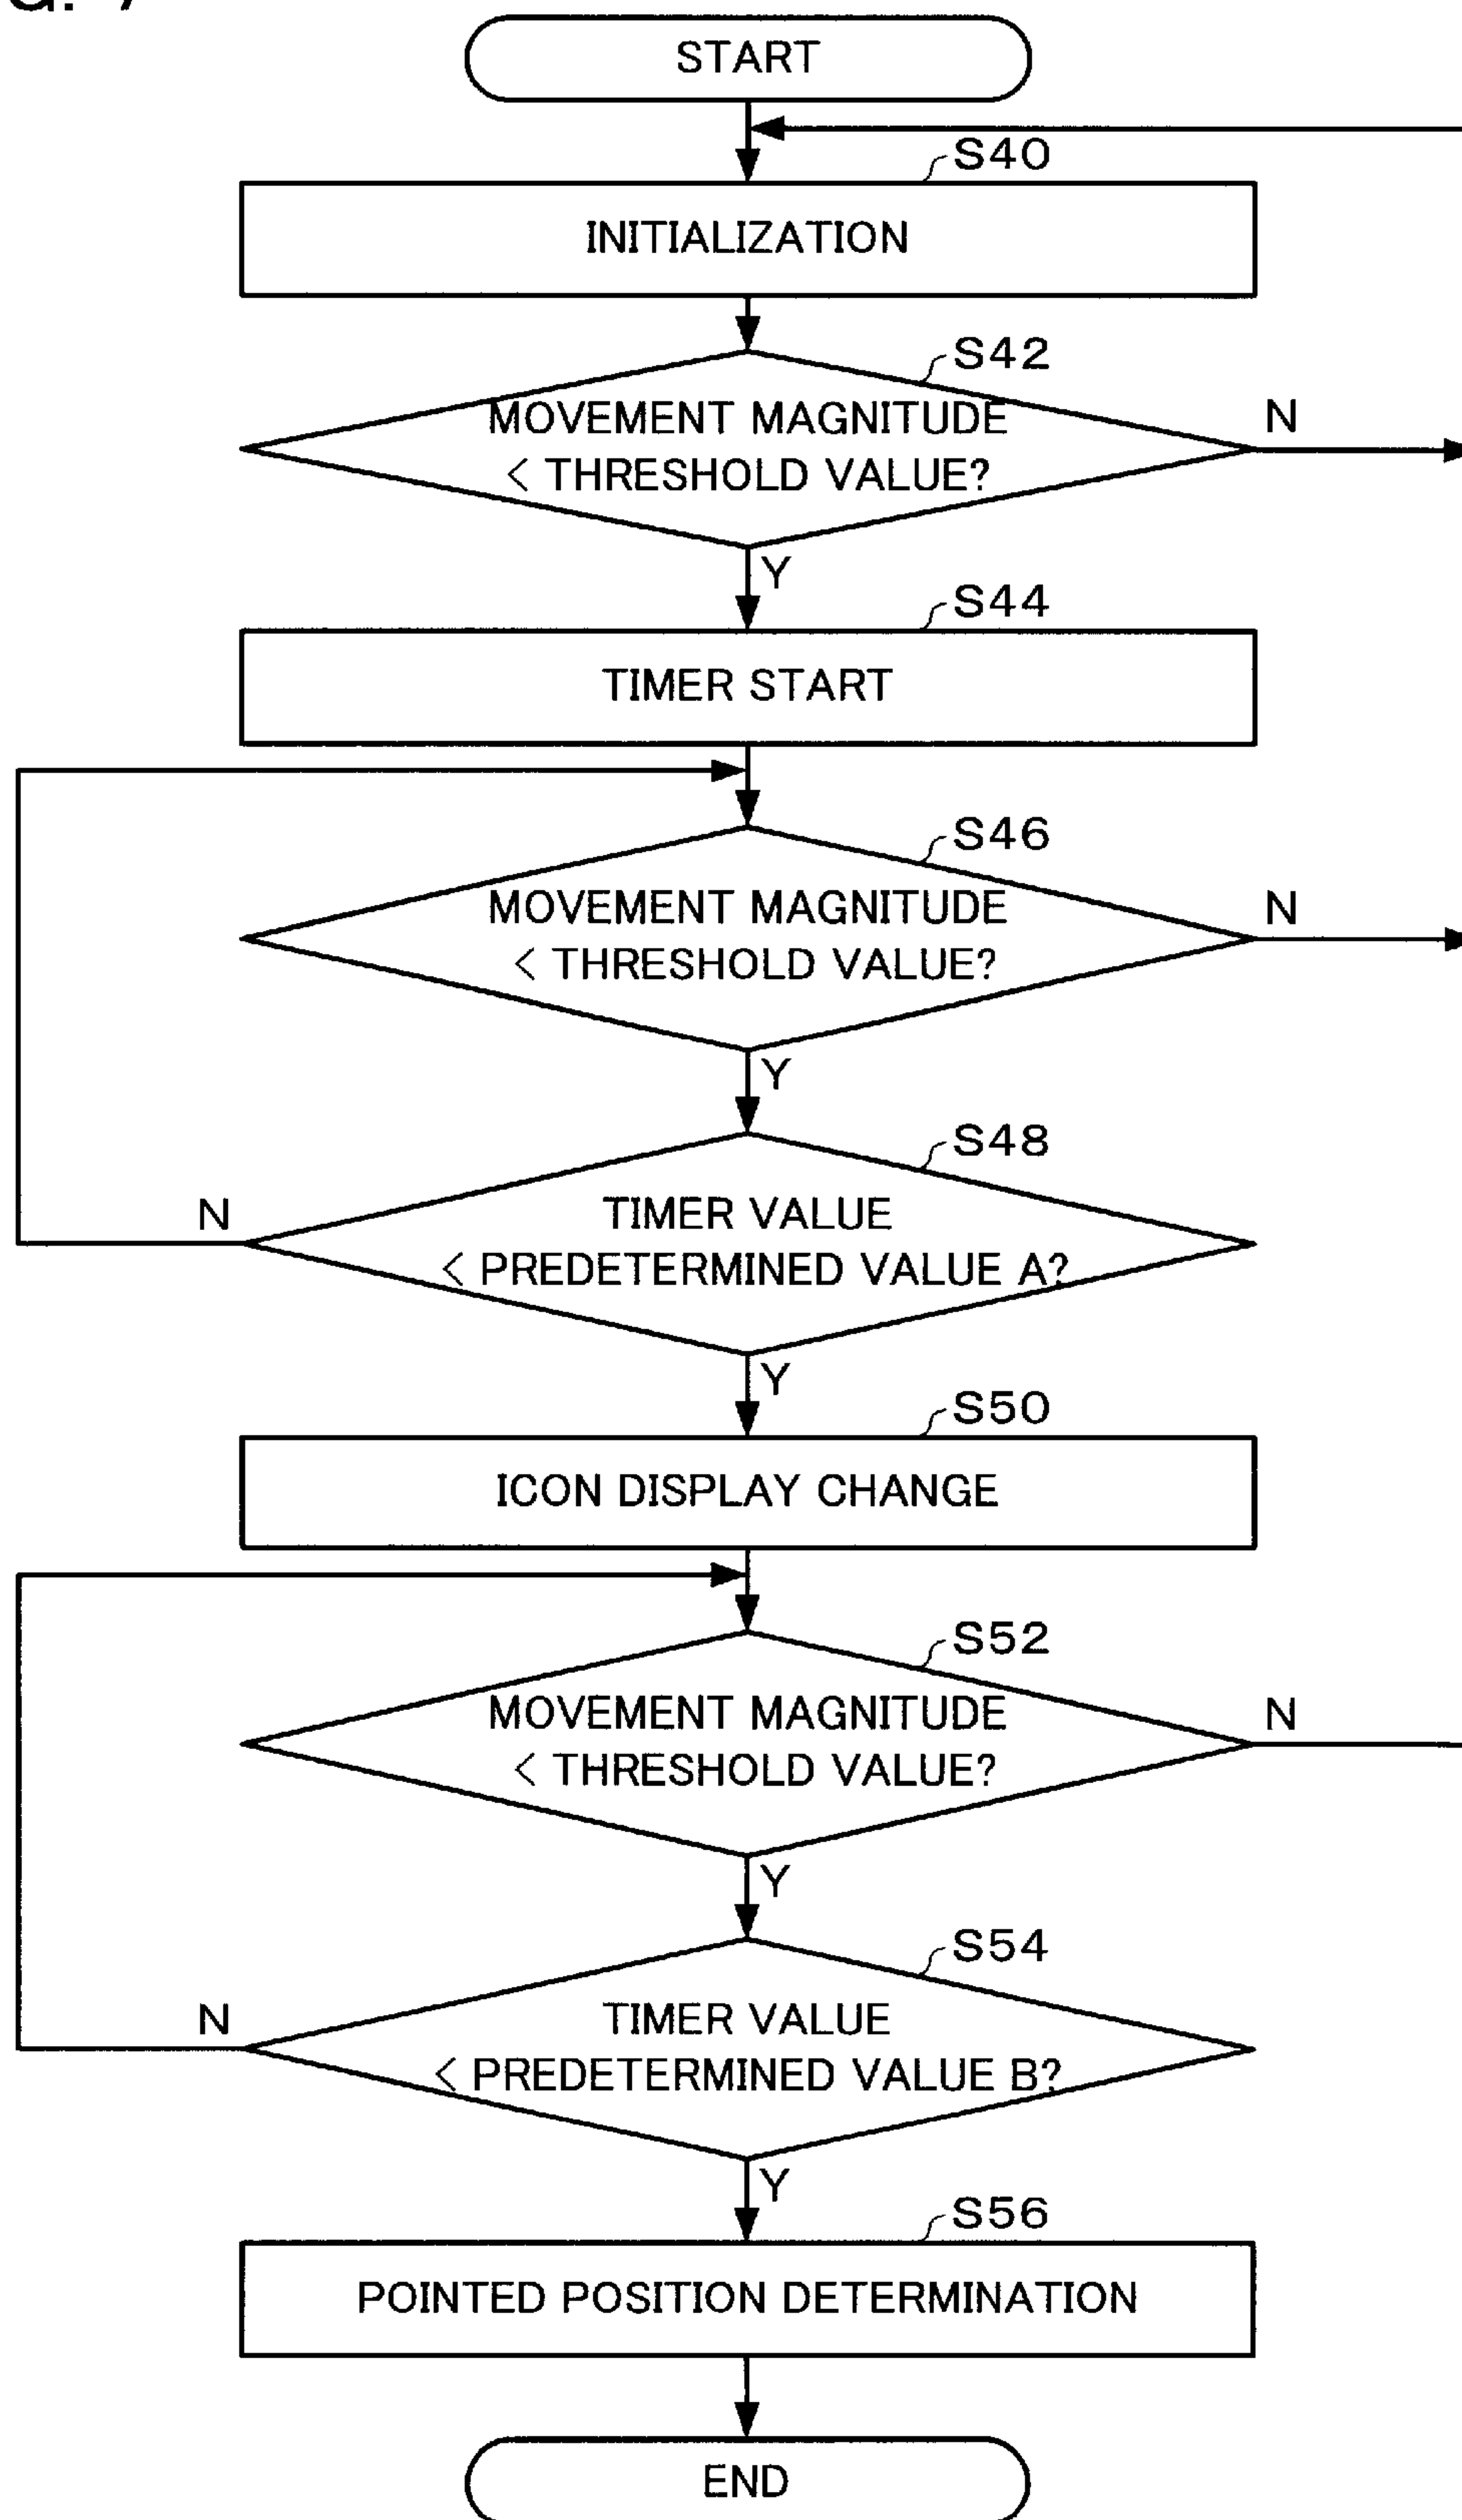 START
S40
INITIALIZATION
S42
MOVEMENT MAGNITUDE
< THRESHOLD VALUE?
N
Y
S44
TIMER START
S46
MOVEMENT MAGNITUDE
< THRESHOLD VALUE?
N
Y
S48
TIMER VALUE
< PREDETERMINED VALUE A?
N
Y
S50
ICON DISPLAY CHANGE
S52
MOVEMENT MAGNITUDE
< THRESHOLD VALUE?
N
Y
S54
TIMER VALUE
< PREDETERMINED VALUE B?
N
Y
S56
POINTED POSITION DETERMINATION
END